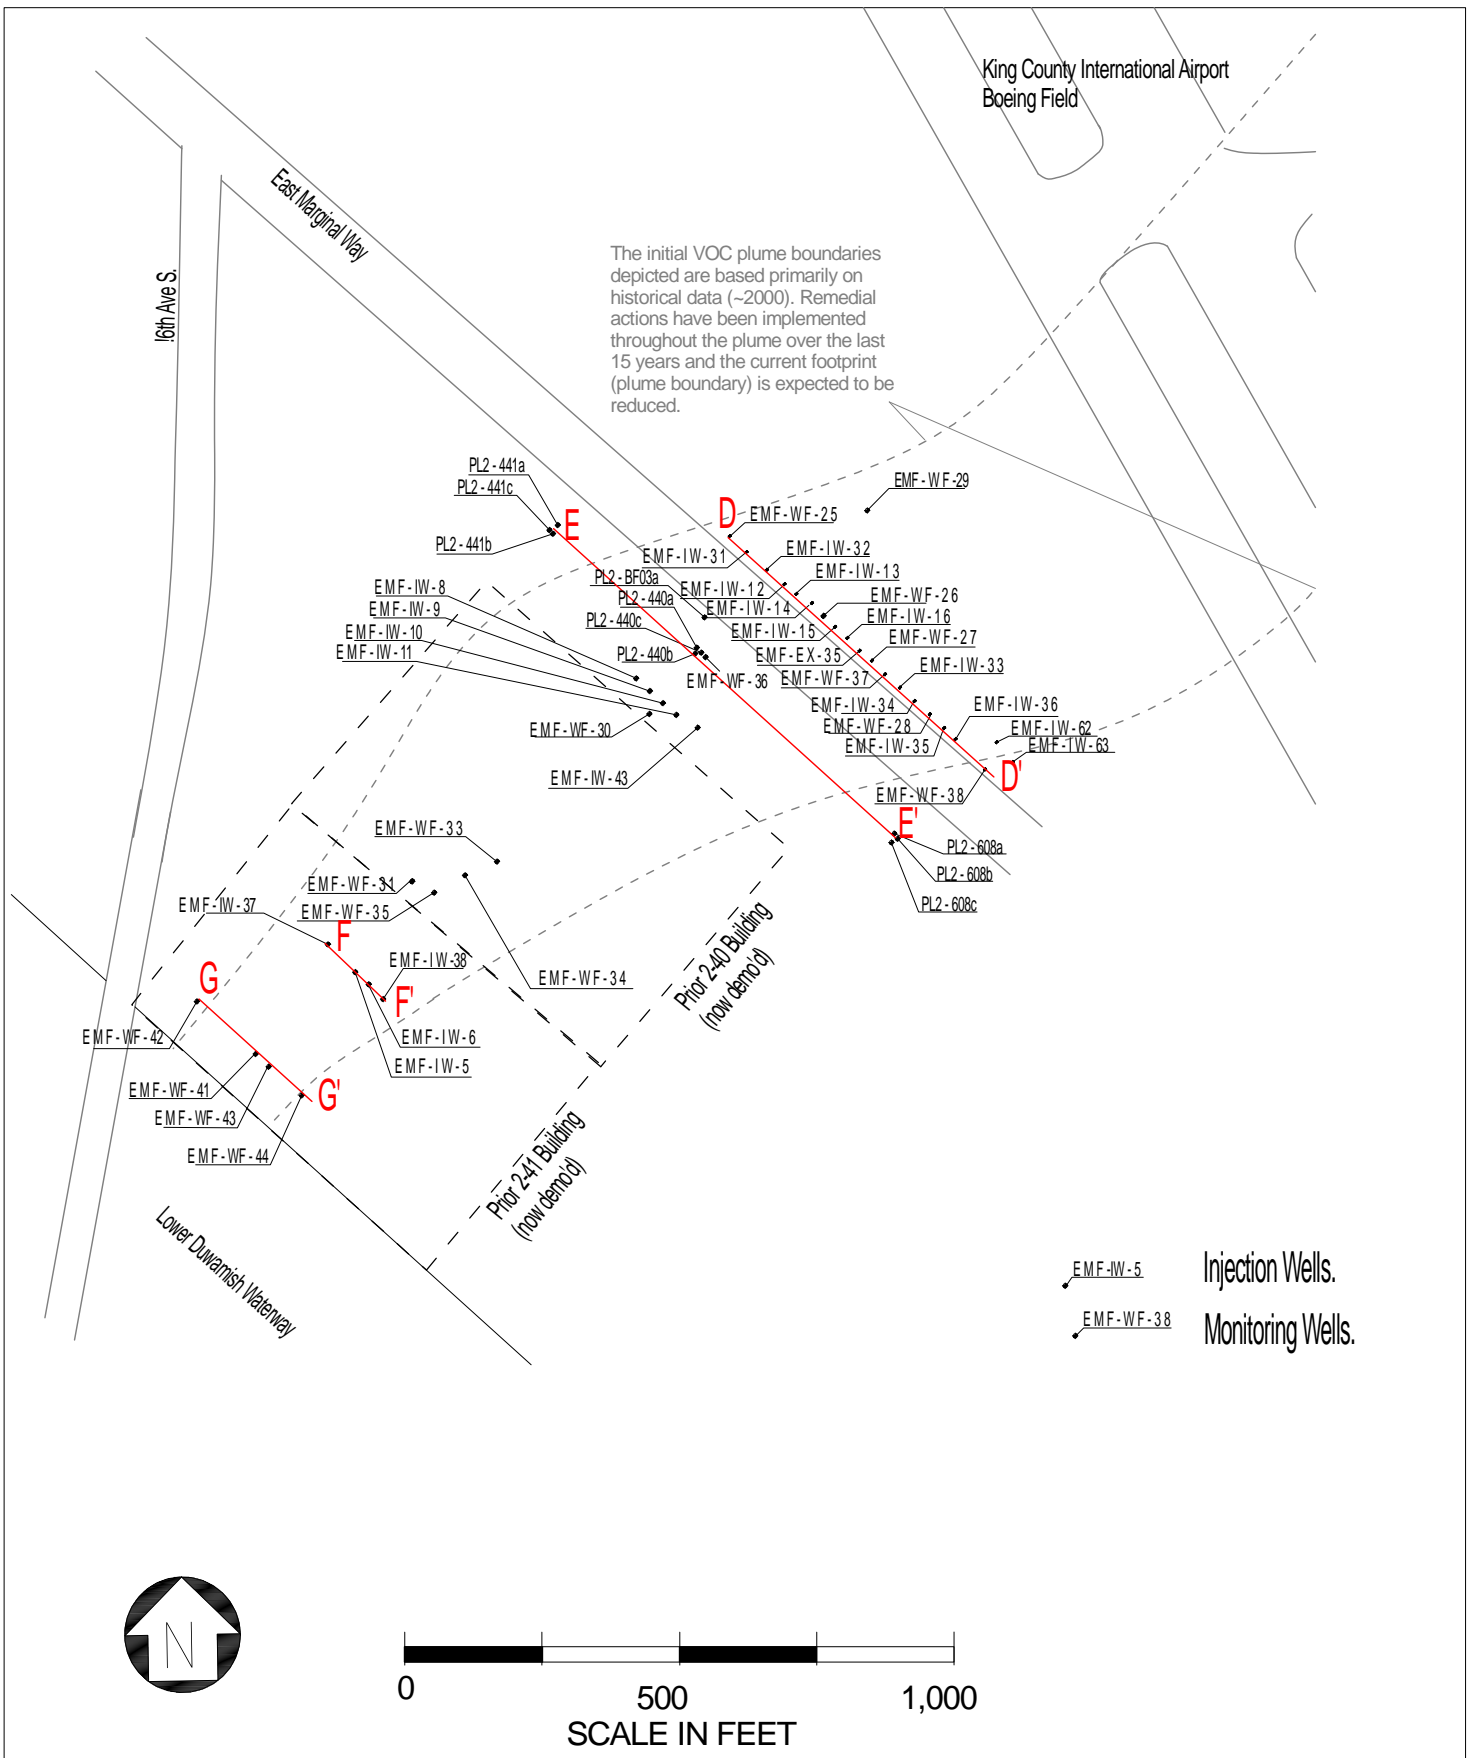 King County International Airport
Boeing Field
East Marginal Way
!6th Ave S.
The initial VOC plume boundaries
depicted are based primarily on
historical data (~2000). Remedial
actions have been implemented
throughout the plume over the last
15 years and the current footprint
(plume boundary) is expected to be
reduced.
PL2-441a
PL2-441c
PL2-441b
E
D
EMF-WF-25
EMF-WF-29
EMF-IW-31
EMF-IW-32
EMF-IW-13
PL2-BF03a
EMF-IW-12
EMF-IW-8
PL2-440a
EMF-IW-14
EMF-WF-26
EMF-IW-9
PL2-440c
EMF-IW-15
EMF-IW-16
EMF-IW-10
EMF-WF-27
EMF-IW-11
PL2-440b
EMF-EX-35
EMF-WF-36
EMF-WF-37
EMF-IW-33
EMF-IW-34
EMF-WF-28
EMF-IW-36
EMF-WF-30
EMF-IW-35
EMF-IW-62
EMF-IW-63
EMF-IW-43
D'
EMF-WF-38
E'
PL2-608a
PL2-608b
PL2-608c
EMF-WF-33
EMF-WF-31
EMF-IW-37
EMF-WF-35
F
EMF-IW-38
EMF-WF-34
F'
G
EMF-WF-42
EMF-IW-6
EMF-IW-5
EMF-WF-41
G'
EMF-WF-43
EMF-WF-44
Prior 2-40 Building
(now demo'd)
Prior 2-41 Building
(now demo'd)
Lower Duwamish Waterway
EMF-IW-5
Injection Wells.
EMF-WF-38
Monitoring Wells.
N
0 500 1,000
SCALE IN FEET